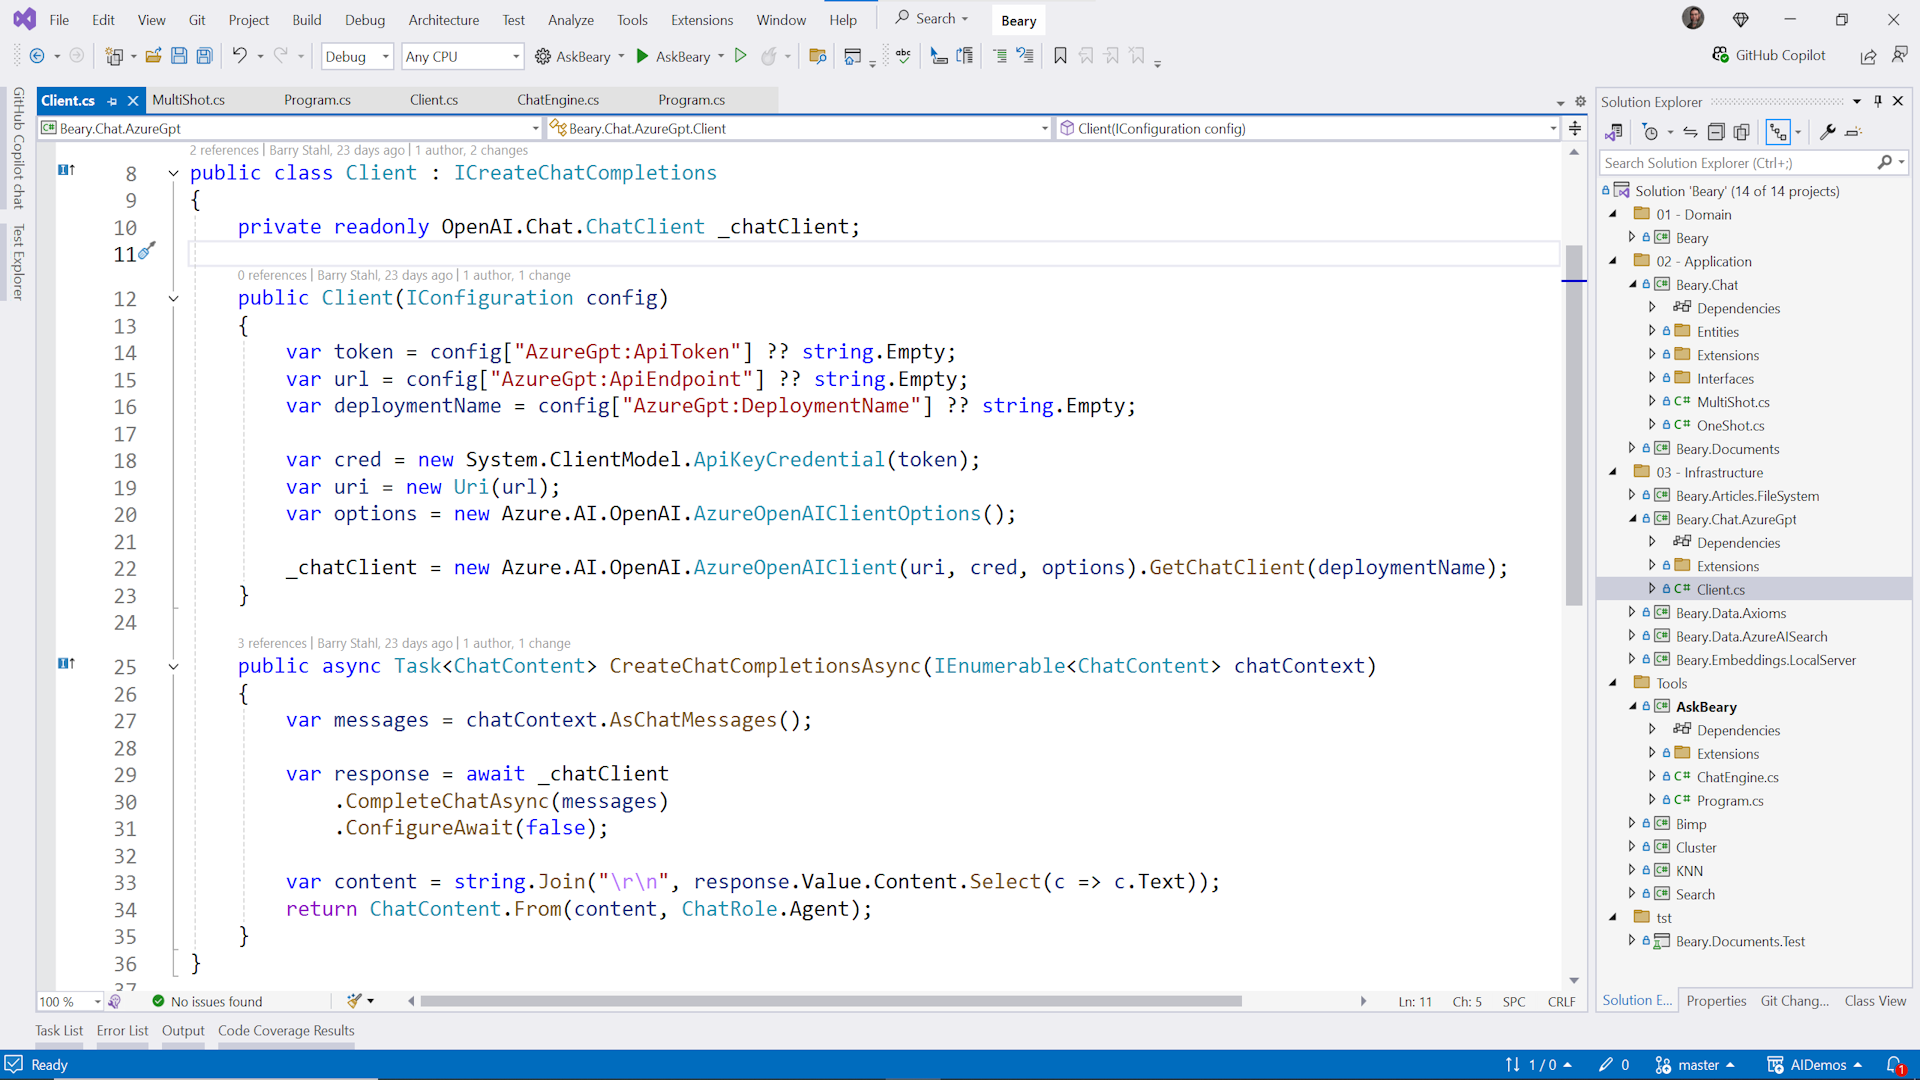 File Edit View Git Project Build Debug Architecture Test Analyze Tools Extensions Window Help Search Beary
Debug Any CPU AskBeary AskBeary abc GitHub Copilot
GitHub Copilot chat
Test Explorer
Client.cs MultiShot.cs Program.cs Client.cs ChatEngine.cs Program.cs
C# Beary.Chat.AzureGpt Beary.Chat.AzureGpt.Client Client(IConfiguration config)
2 references | Barry Stahl, 23 days ago | 1 author, 2 changes
8 public class Client : ICreateChatCompletions
9 {
10 private readonly OpenAI.Chat.ChatClient _chatClient;
11
0 references | Barry Stahl, 23 days ago | 1 author, 1 change
12 public Client(IConfiguration config)
13 {
14 var token = config["AzureGpt:ApiToken"] ?? string.Empty;
15 var url = config["AzureGpt:ApiEndpoint"] ?? string.Empty;
16 var deploymentName = config["AzureGpt:DeploymentName"] ?? string.Empty;
17
18 var cred = new System.ClientModel.ApiKeyCredential(token);
19 var uri = new Uri(url);
20 var options = new Azure.AI.OpenAI.AzureOpenAIClientOptions();
21
22 _chatClient = new Azure.AI.OpenAI.AzureOpenAIClient(uri, cred, options).GetChatClient(deploymentName);
23 }
24
3 references | Barry Stahl, 23 days ago | 1 author, 1 change
25 public async Task<ChatContent> CreateChatCompletionsAsync(IEnumerable<ChatContent> chatContext)
26 {
27 var messages = chatContext.AsChatMessages();
28
29 var response = await _chatClient
30 .CompleteChatAsync(messages)
31 .ConfigureAwait(false);
32
33 var content = string.Join("\r\n", response.Value.Content.Select(c => c.Text));
34 return ChatContent.From(content, ChatRole.Agent);
35 }
36 }
37
100 % No issues found Ln: 11 Ch: 5 SPC CRLF
Solution Explorer
Search Solution Explorer (Ctrl+;)
Solution 'Beary' (14 of 14 projects)
01 - Domain
C# Beary
02 - Application
C# Beary.Chat
Dependencies
Entities
Extensions
Interfaces
C# MultiShot.cs
C# OneShot.cs
C# Beary.Documents
03 - Infrastructure
C# Beary.Articles.FileSystem
C# Beary.Chat.AzureGpt
Dependencies
Extensions
C# Client.cs
C# Beary.Data.Axioms
C# Beary.Data.AzureAISearch
C# Beary.Embeddings.LocalServer
Tools
C# AskBeary
Dependencies
Extensions
C# ChatEngine.cs
C# Program.cs
C# Bimp
C# Cluster
C# KNN
C# Search
tst
Beary.Documents.Test
Solution E... Properties Git Chang... Class View
Task List Error List Output Code Coverage Results
Ready 1 / 0 0 master AIDemos 1